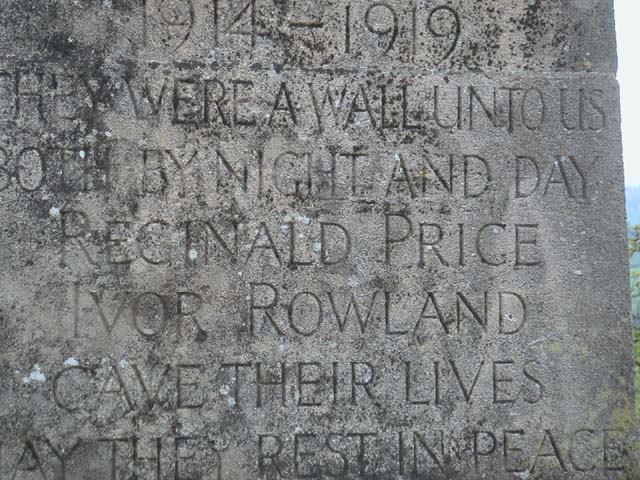 1914 – 1919
THEY WERE A WALL UNTO US
BOTH BY NIGHT AND DAY
REGINALD PRICE
IVOR ROWLAND
GAVE THEIR LIVES
MAY THEY REST IN PEACE